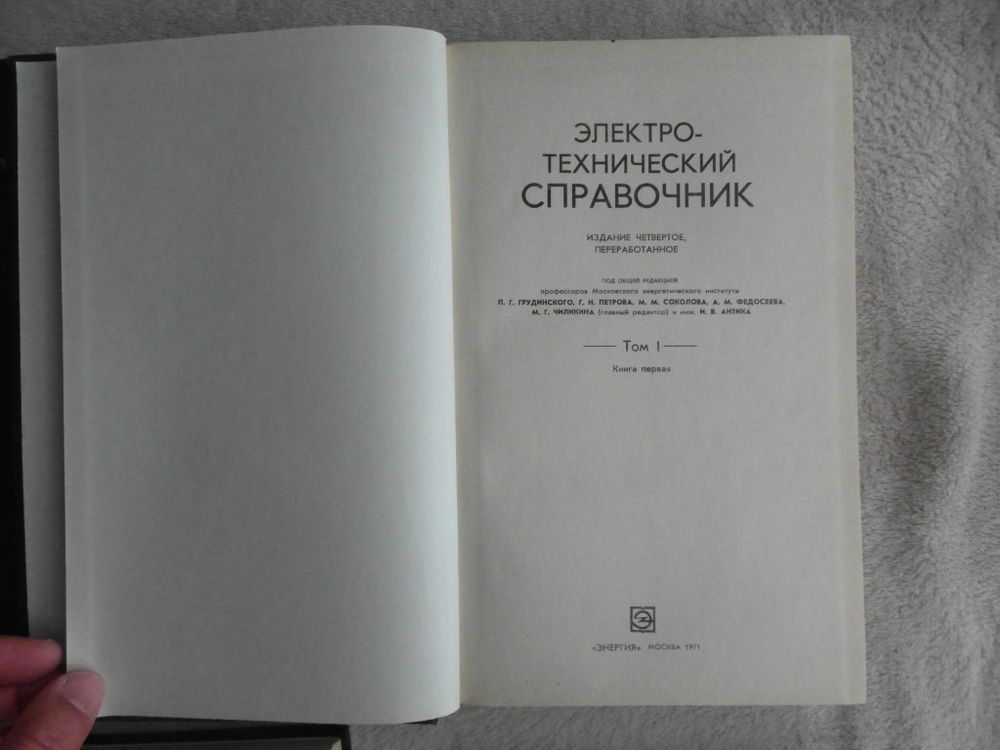 ЭЛЕКТРО-
ТЕХНИЧЕСКИЙ
СПРАВОЧНИК
ИЗДАНИЕ ЧЕТВЕРТОЕ,
ПЕРЕРАБОТАННОЕ
ПОД ОБЩЕЙ РЕДАКЦИЕЙ
профессоров Московского энергетического института
П. Г. ГРУДИНСКОГО, Г. Н. ПЕТРОВА, М. М. СОКОЛОВА, А. М. ФЕДОСЕЕВА,
М. Г. ЧИЛИКИНА (главный редактор) и инж. И. В. АНТИКА
Том I
Книга первая
Э
«ЭНЕРГИЯ» МОСКВА 1971